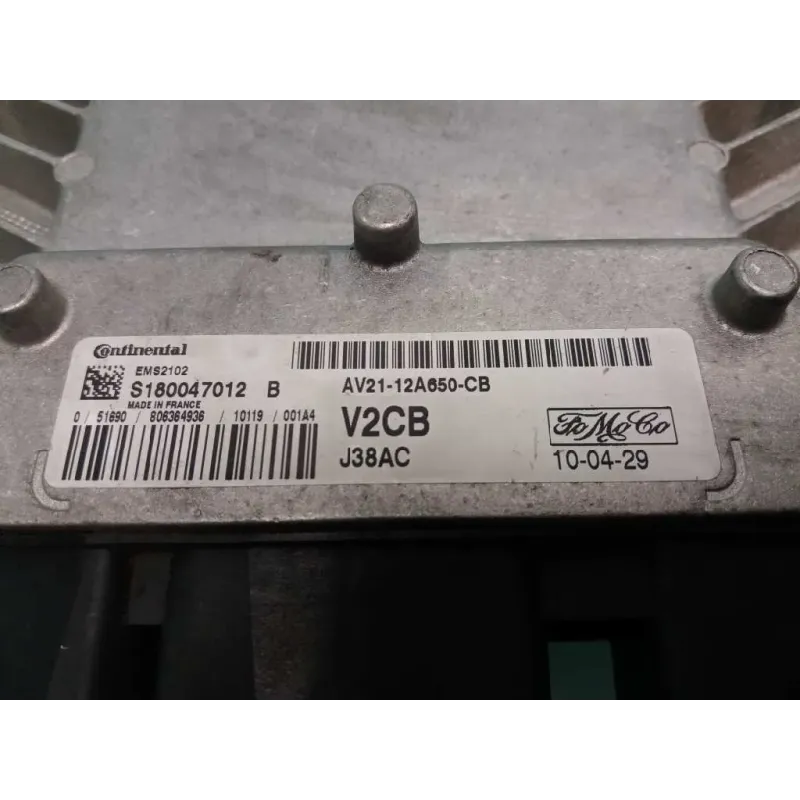 Continental
EMS2102
S180047012 B
MADE IN FRANCE
0 / 51690 / 806364936 / 10119 / 001A4
AV21-12A650-CB
V2CB
J38AC
FoMoCo
10-04-29